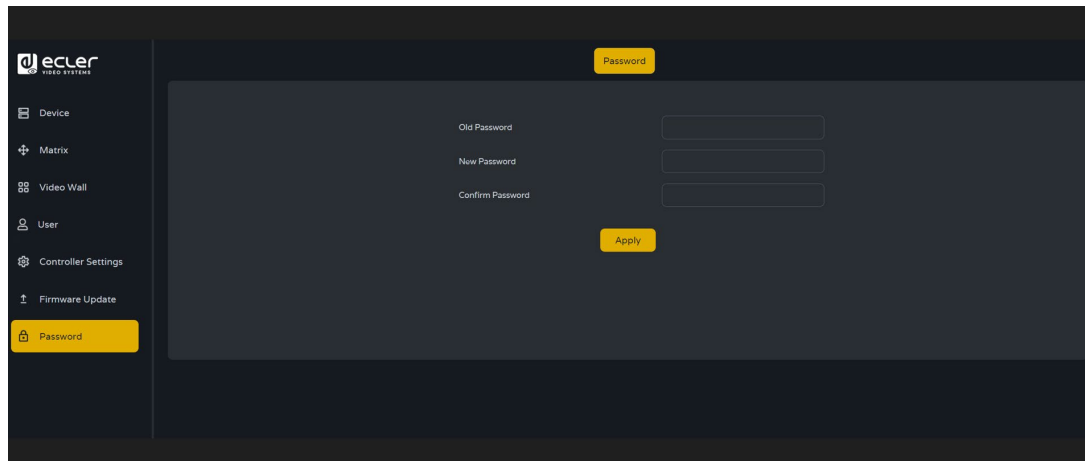 ecler
VIDEO SYSTEMS
Device
Matrix
Video Wall
User
Controller Settings
Firmware Update
Password
Password
Old Password
New Password
Confirm Password
Apply